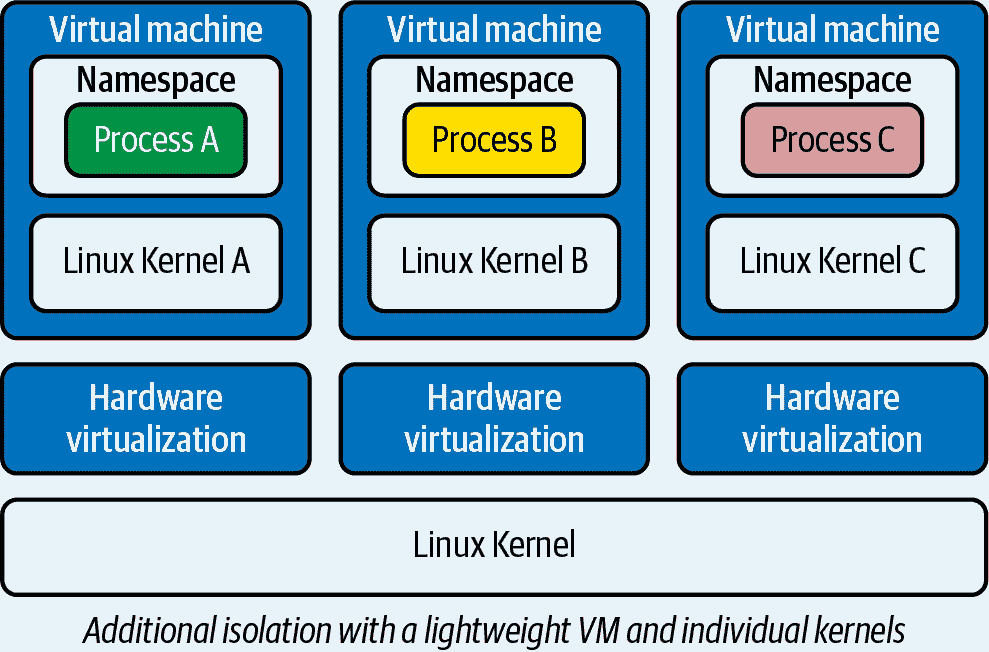 Virtual machine
Virtual machine
Virtual machine
Namespace
Namespace
Namespace
Process A
Process B
Process C
Linux Kernel A
Linux Kernel B
Linux Kernel C
Hardware
virtualization
Hardware
virtualization
Hardware
virtualization
Linux Kernel
Additional isolation with a lightweight VM and individual kernels